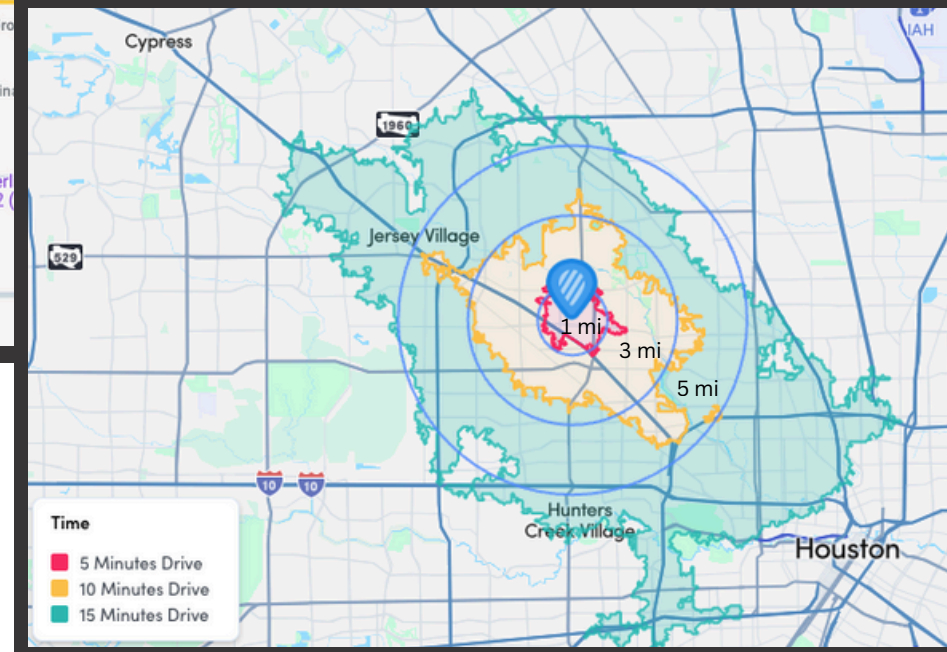 Cypress
IAH
1960
Jersey Village
529
1 mi
3 mi
5 mi
10
10
Hunters
Creek Village
Houston
Time
5 Minutes Drive
10 Minutes Drive
15 Minutes Drive